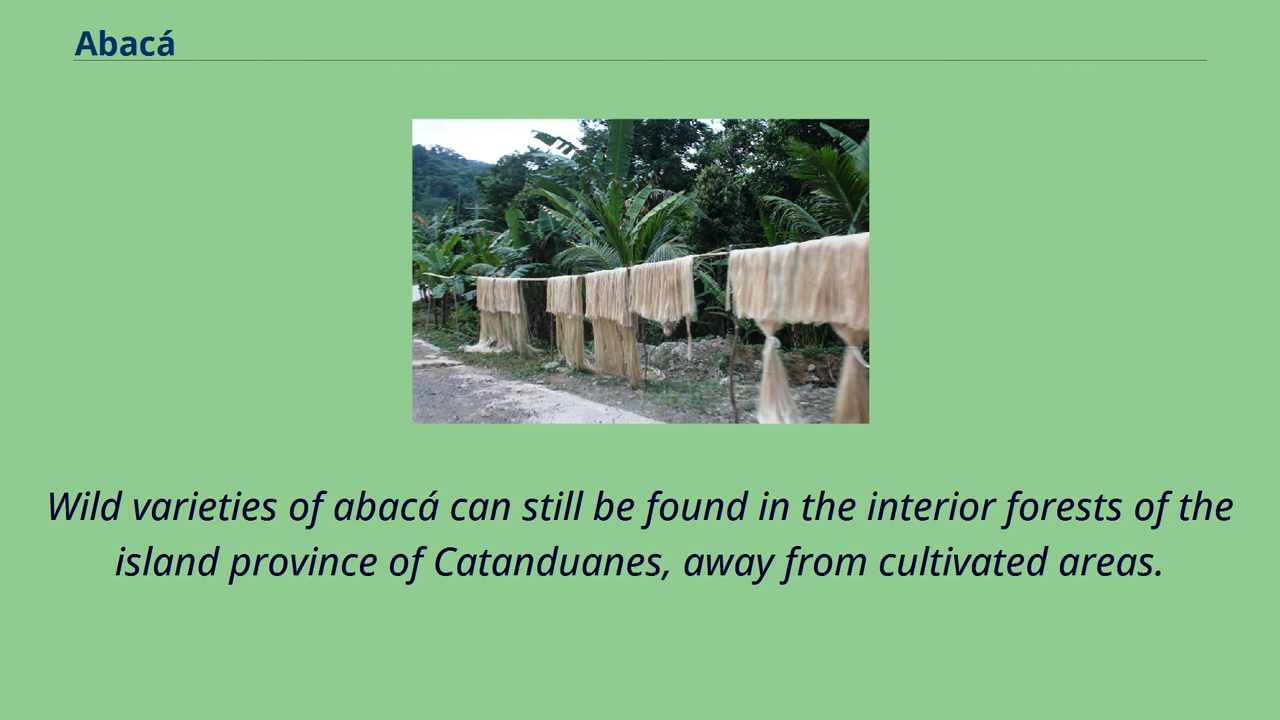 Abacá
Wild varieties of abacá can still be found in the interior forests of the
island province of Catanduanes, away from cultivated areas.